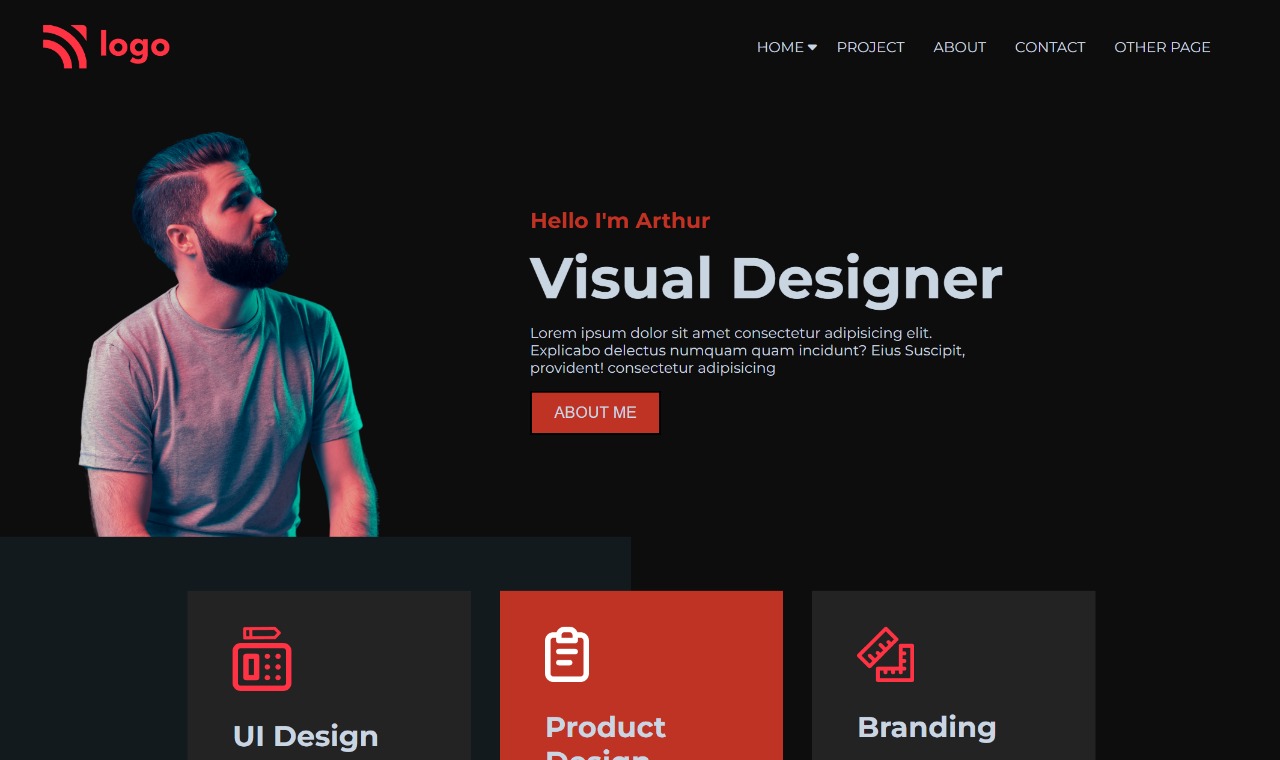 logo
HOME PROJECT ABOUT CONTACT OTHER PAGE
Hello I'm Arthur
Visual Designer
Lorem ipsum dolor sit amet consectetur adipisicing elit.
Explicabo delectus numquam quam incidunt? Eius Suscipit,
provident! consectetur adipisicing
ABOUT ME
UI Design
Product
Design
Branding